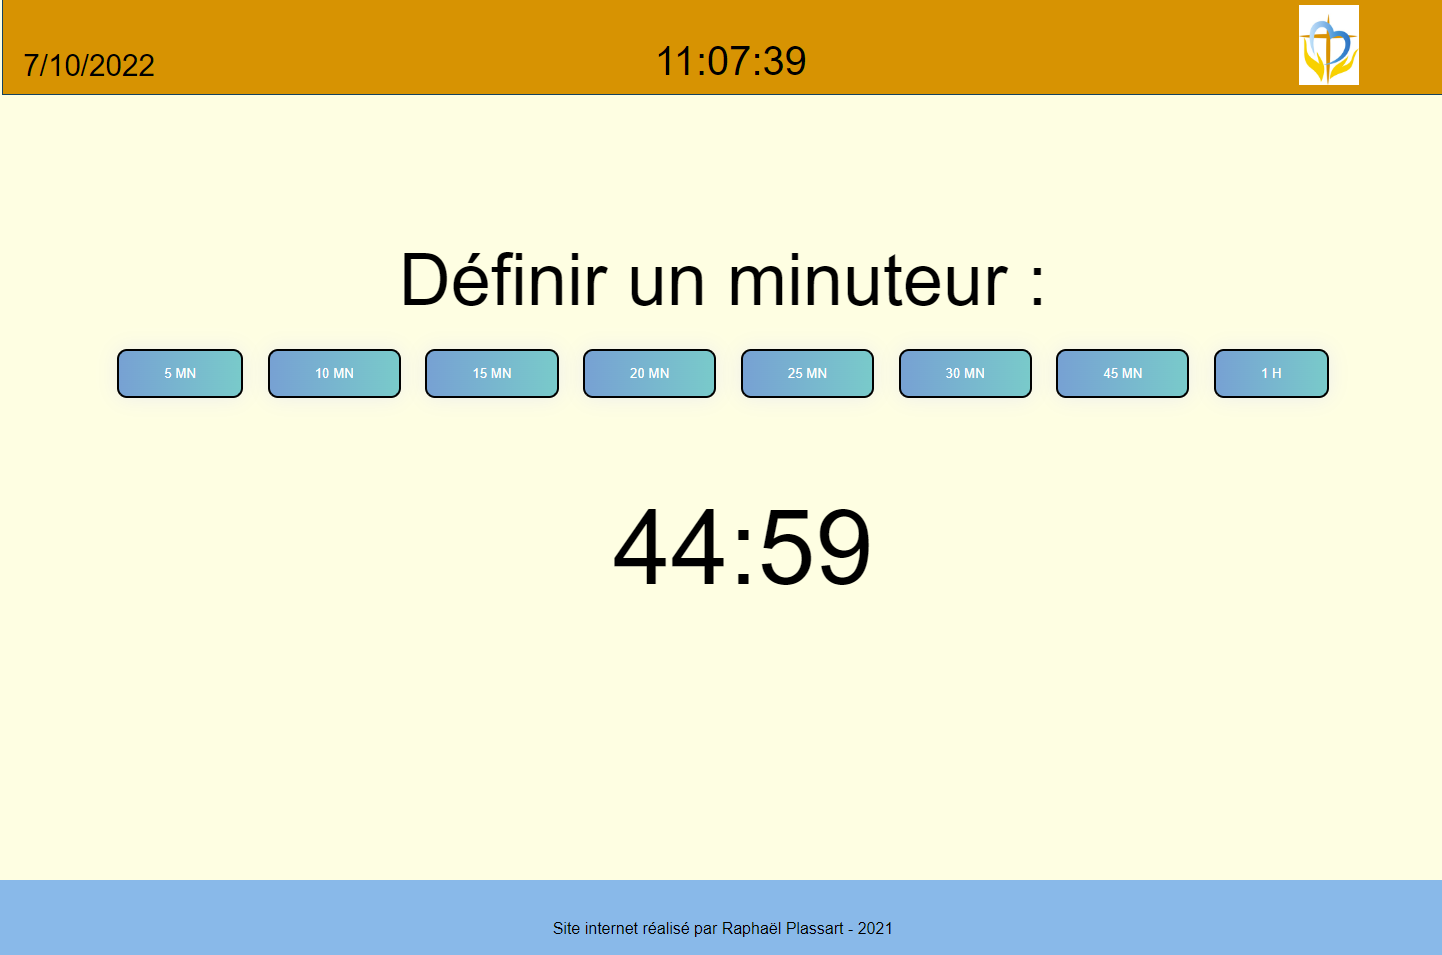 7/10/2022
11:07:39
Définir un minuteur :
5 MN
10 MN
15 MN
20 MN
25 MN
30 MN
45 MN
1 H
44:59
Site internet réalisé par Raphaël Plassart - 2021